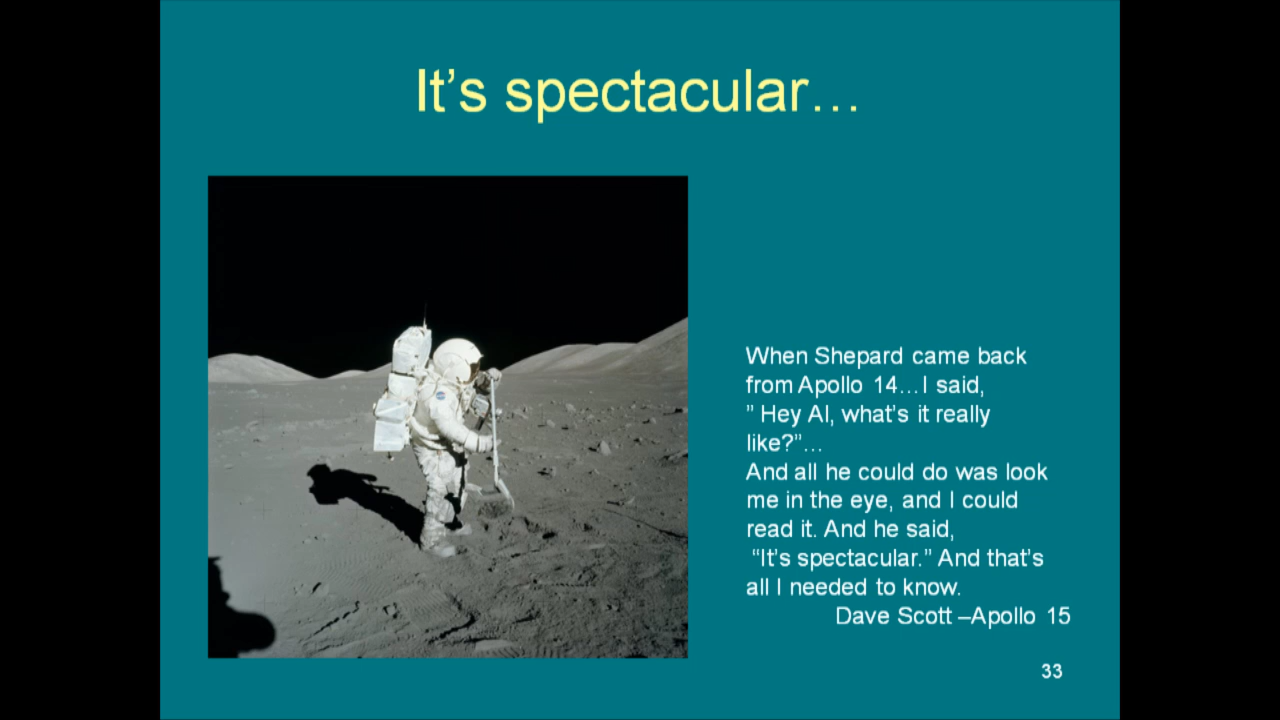 It’s spectacular…
When Shepard came back
from Apollo 14…I said,
” Hey Al, what’s it really
like?”…
And all he could do was look
me in the eye, and I could
read it. And he said,
“It’s spectacular.” And that’s
all I needed to know.
Dave Scott –Apollo 15
33